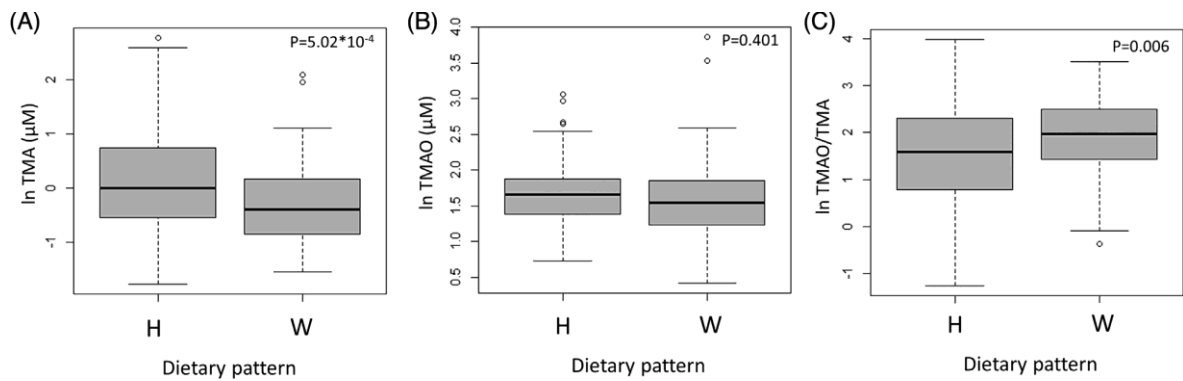 (A)
P=5.02*10-4
ln TMA (µM)
2
1
0
-1
H
W
Dietary pattern
(B)
P=0.401
ln TMAO (µM)
4.0
3.5
3.0
2.5
2.0
1.5
1.0
0.5
H
W
Dietary pattern
(C)
P=0.006
ln TMAO/TMA
4
3
2
1
0
-1
H
W
Dietary pattern